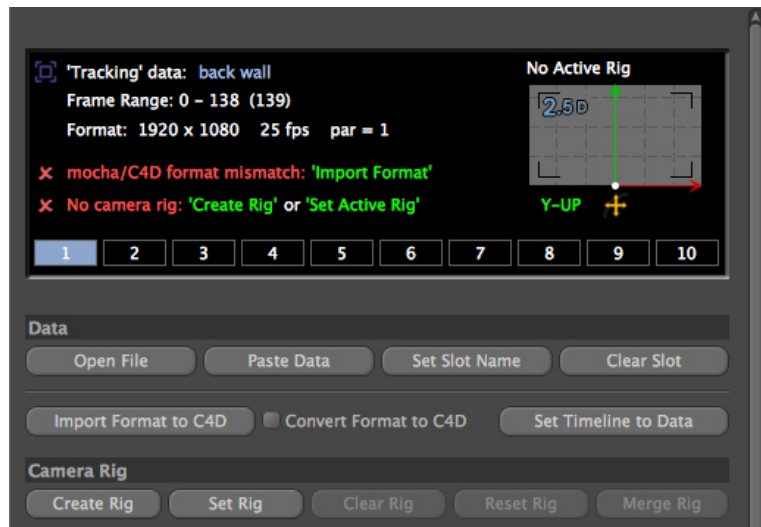 'Tracking' data: back wall
No Active Rig
Frame Range: 0 – 138 (139)
Format: 1920 x 1080 25 fps par = 1
2.5D
mocha/C4D format mismatch: 'Import Format'
No camera rig: 'Create Rig' or 'Set Active Rig'
Y-UP
1 2 3 4 5 6 7 8 9 10
Data
Open File Paste Data Set Slot Name Clear Slot
Import Format to C4D Convert Format to C4D Set Timeline to Data
Camera Rig
Create Rig Set Rig Clear Rig Reset Rig Merge Rig